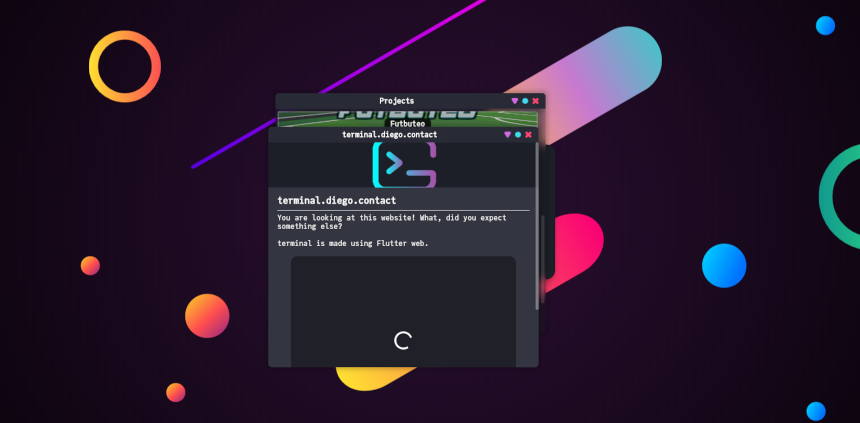 Projects
FUTBUTEO
Futbuteo
terminal.diego.contact
terminal.diego.contact
You are looking at this website! What, did you expect
something else?
terminal is made using Flutter web.